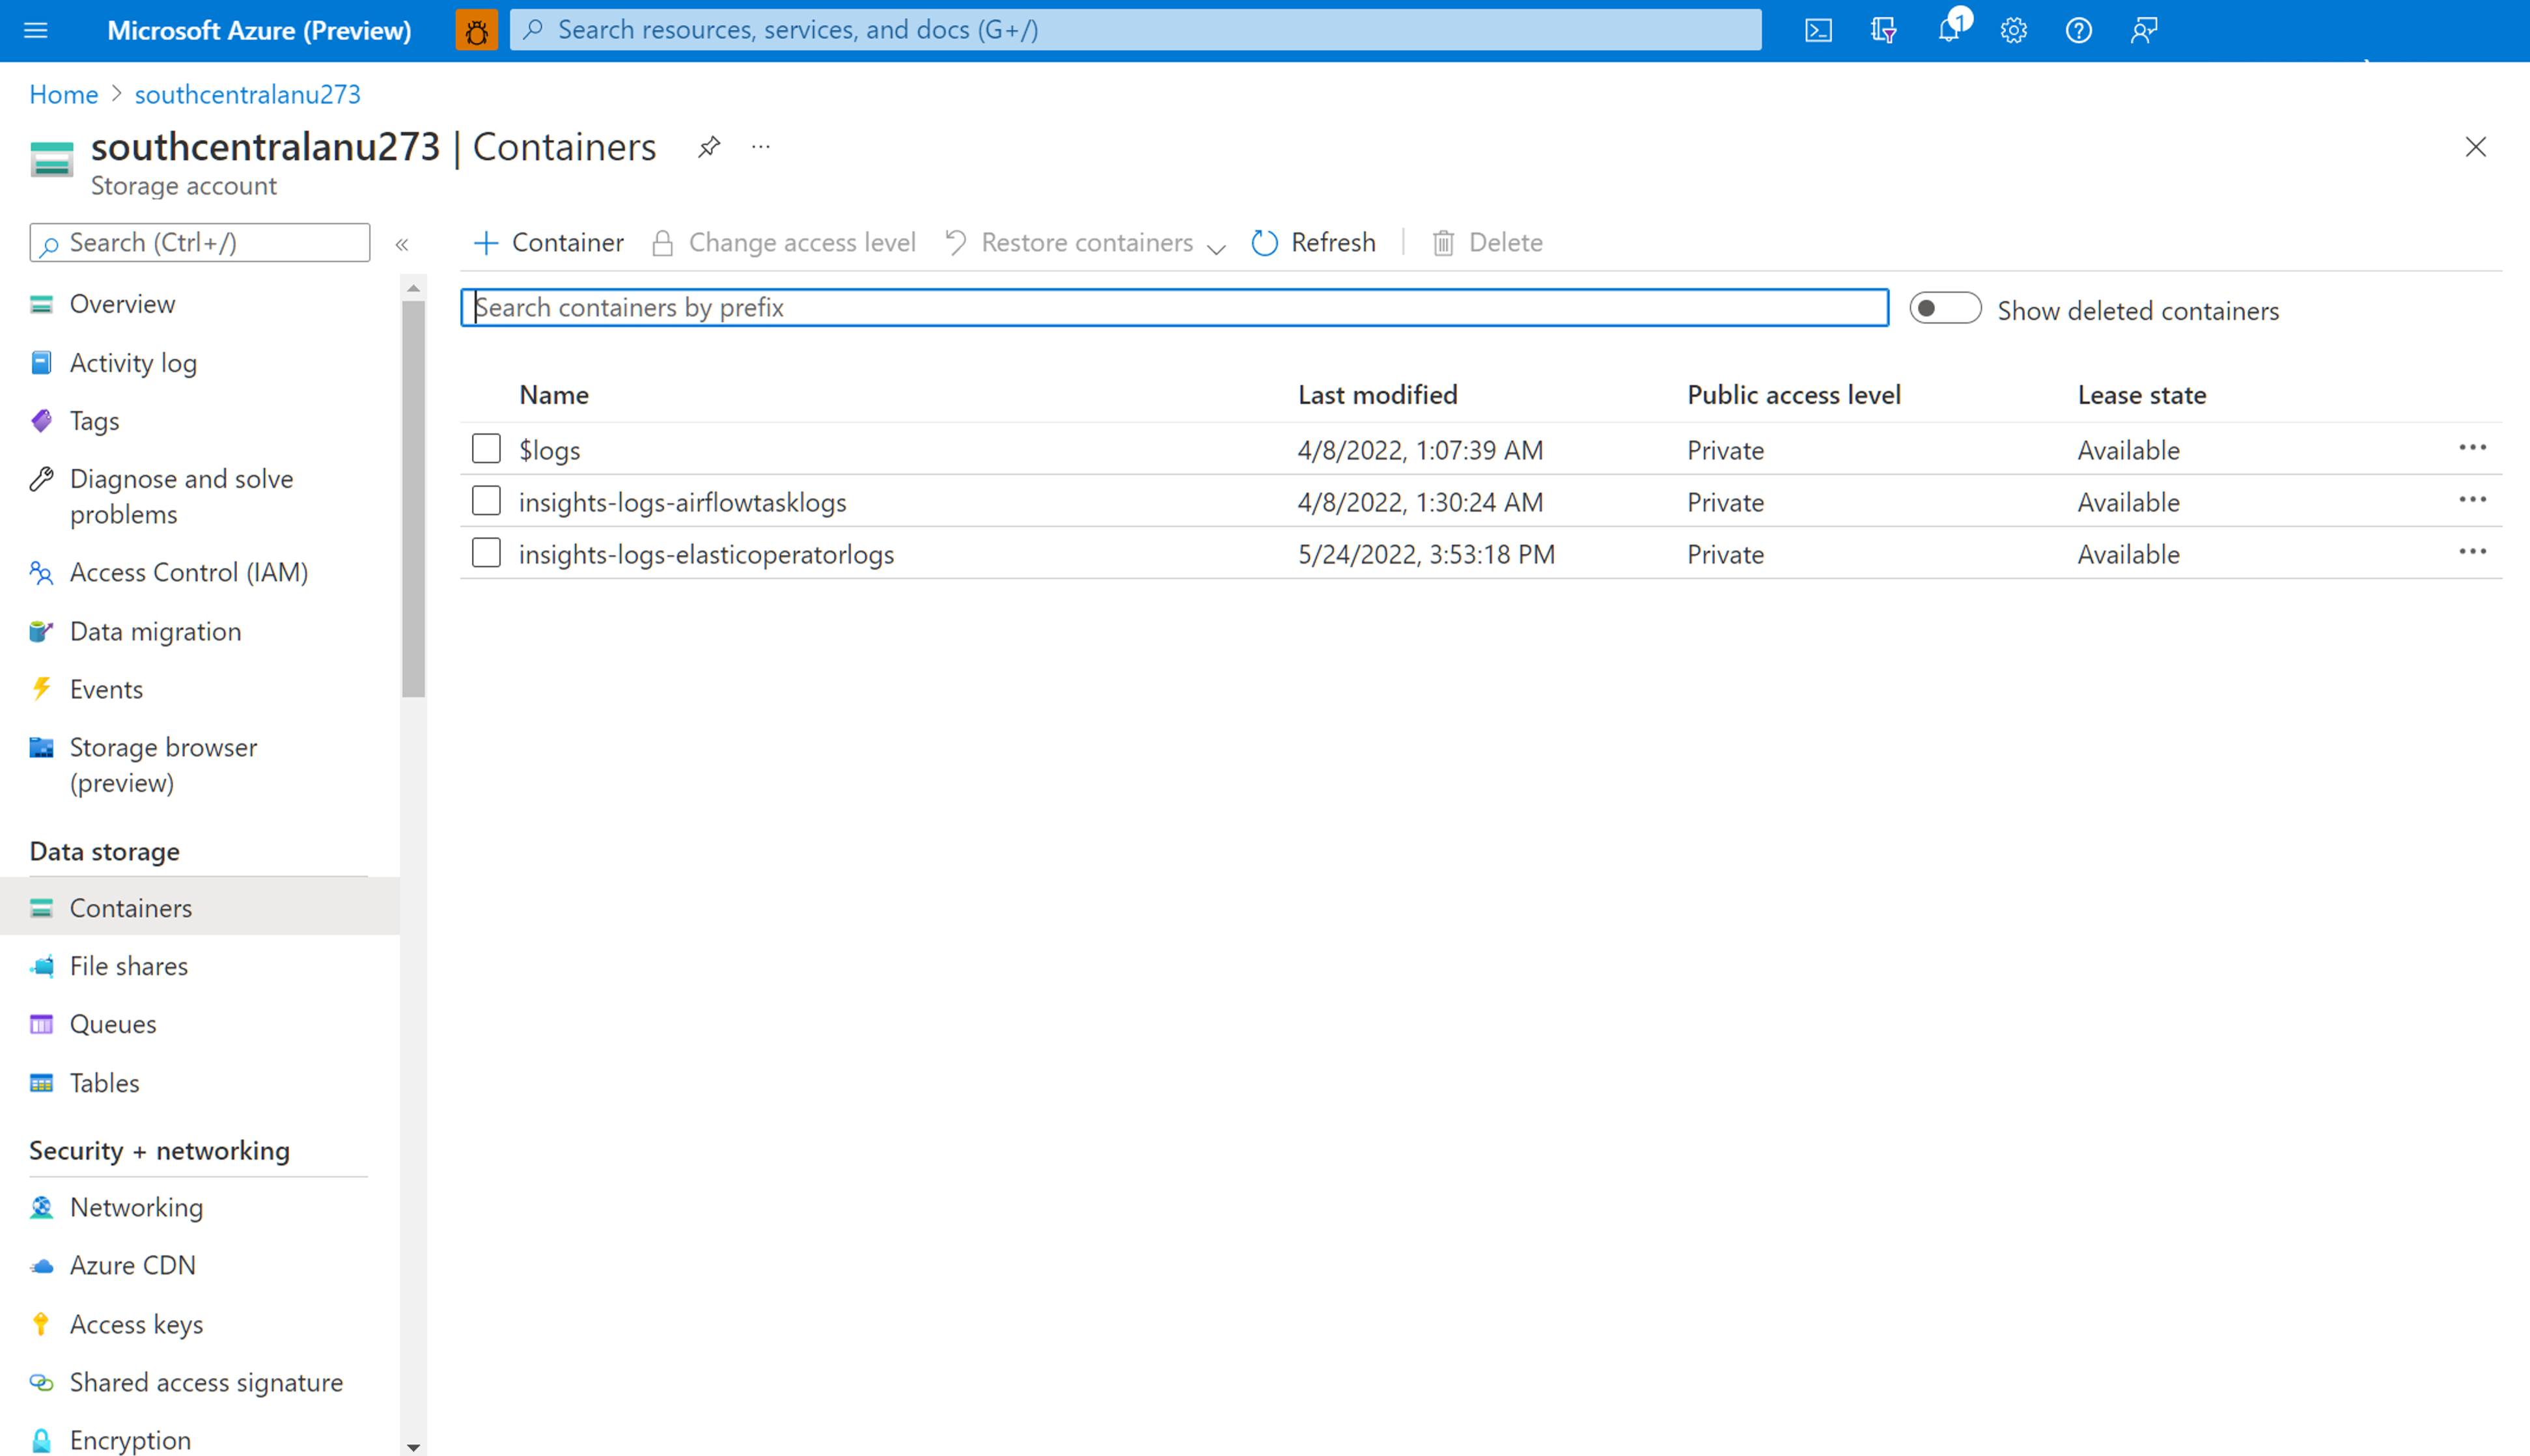 Microsoft Azure (Preview)
Search resources, services, and docs (G+/)
1
Home > southcentralanu273
southcentralanu273 | Containers
Storage account
Search (Ctrl+/)
Overview
Activity log
Tags
Diagnose and solve
problems
Access Control (IAM)
Data migration
Events
Storage browser
(preview)
Data storage
Containers
File shares
Queues
Tables
Security + networking
Networking
Azure CDN
Access keys
Shared access signature
Encryption
Container Change access level Restore containers Refresh Delete
Search containers by prefix
Show deleted containers
Name Last modified Public access level Lease state
$logs 4/8/2022, 1:07:39 AM Private Available
insights-logs-airflowtasklogs 4/8/2022, 1:30:24 AM Private Available
insights-logs-elasticoperatorlogs 5/24/2022, 3:53:18 PM Private Available